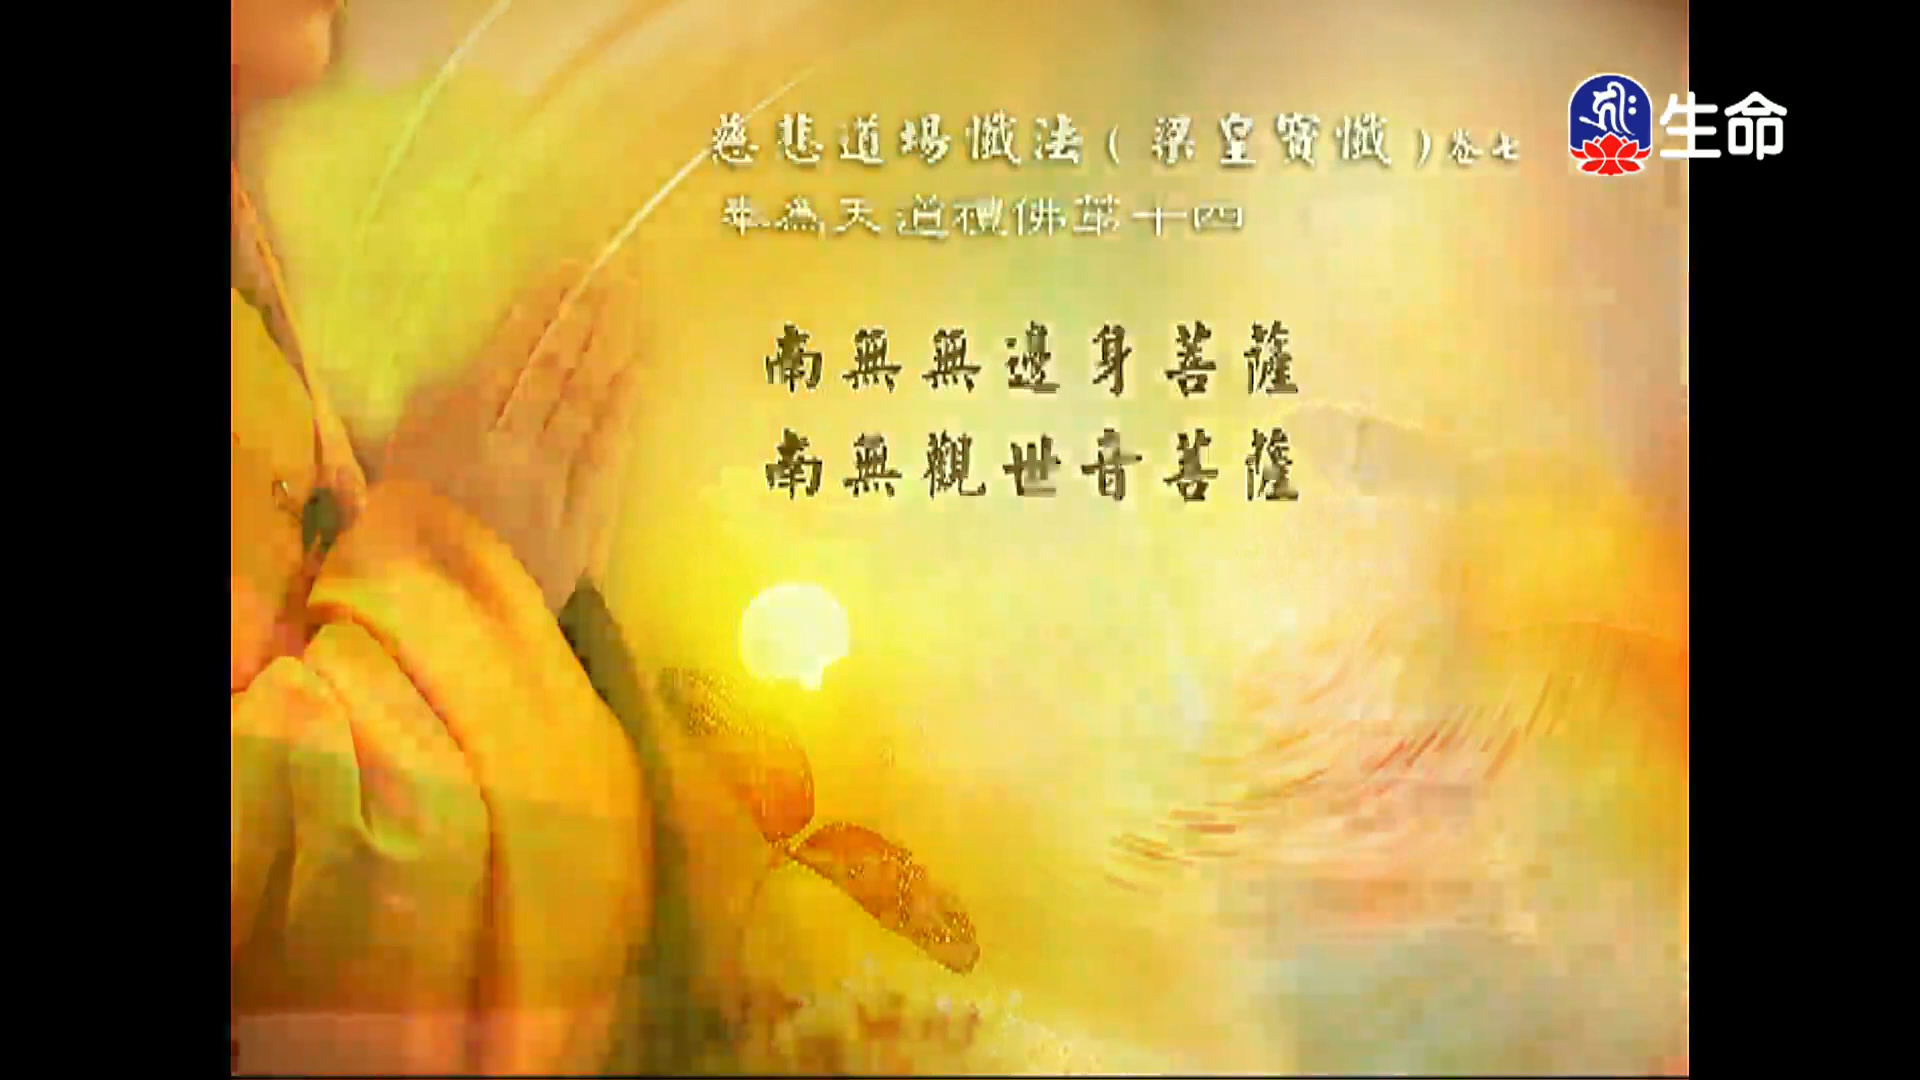 慈悲道場懺法(梁皇寶懺)卷七
奉為天道禮佛第十四
南無無邊身菩薩
南無觀世音菩薩
生命